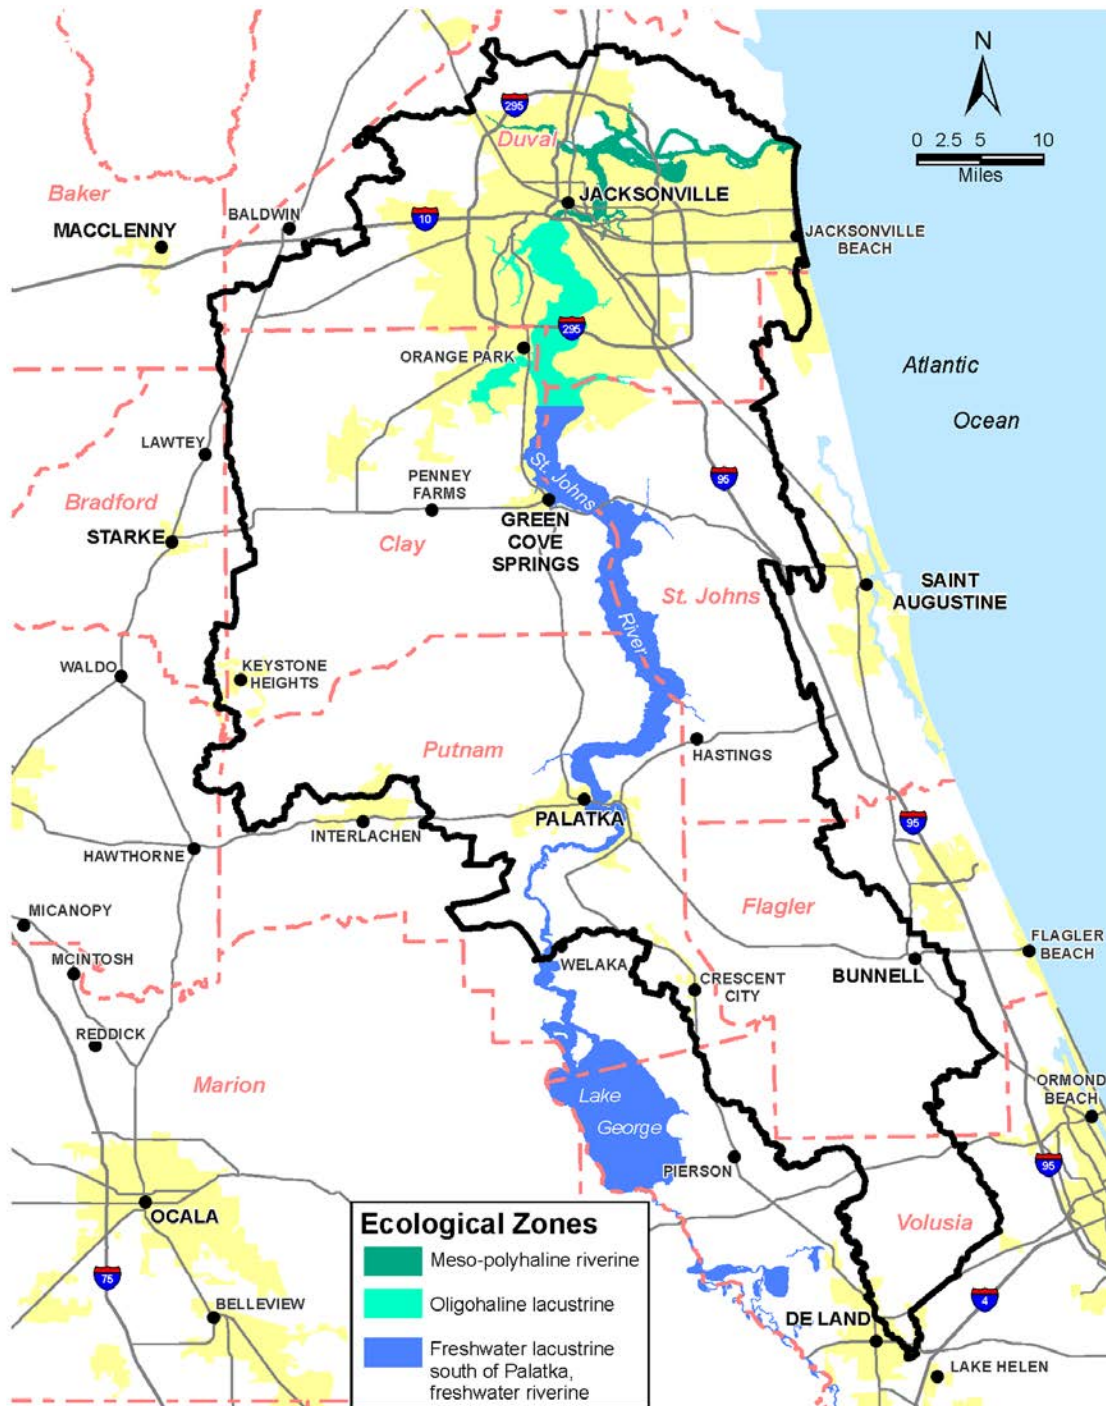 N
0 2.5 5 10
Miles
295
Duval
Baker
JACKSONVILLE
BALDWIN
10
MACCLENNY
JACKSONVILLE
BEACH
295
ORANGE PARK
Atlantic
Ocean
LAWTEY
St. Johns
95
PENNEY
FARMS
Bradford
GREEN
COVE
SPRINGS
STARKE
Clay
SAINT
AUGUSTINE
St. Johns
River
WALDO
KEYSTONE
HEIGHTS
Putnam
HASTINGS
PALATKA
95
INTERLACHEN
HAWTHORNE
MICANOPY
Flagler
FLAGLER
BEACH
MCINTOSH
WELAKA
CRESCENT
CITY
BUNNELL
REDDICK
Marion
Lake
George
ORMOND
BEACH
PIERSON
95
OCALA
Volusia
75
BELLEVIEW
4
DE LAND
LAKE HELEN
Ecological Zones
Meso-polyhaline riverine
Oligohaline lacustrine
Freshwater lacustrine
south of Palatka,
freshwater riverine